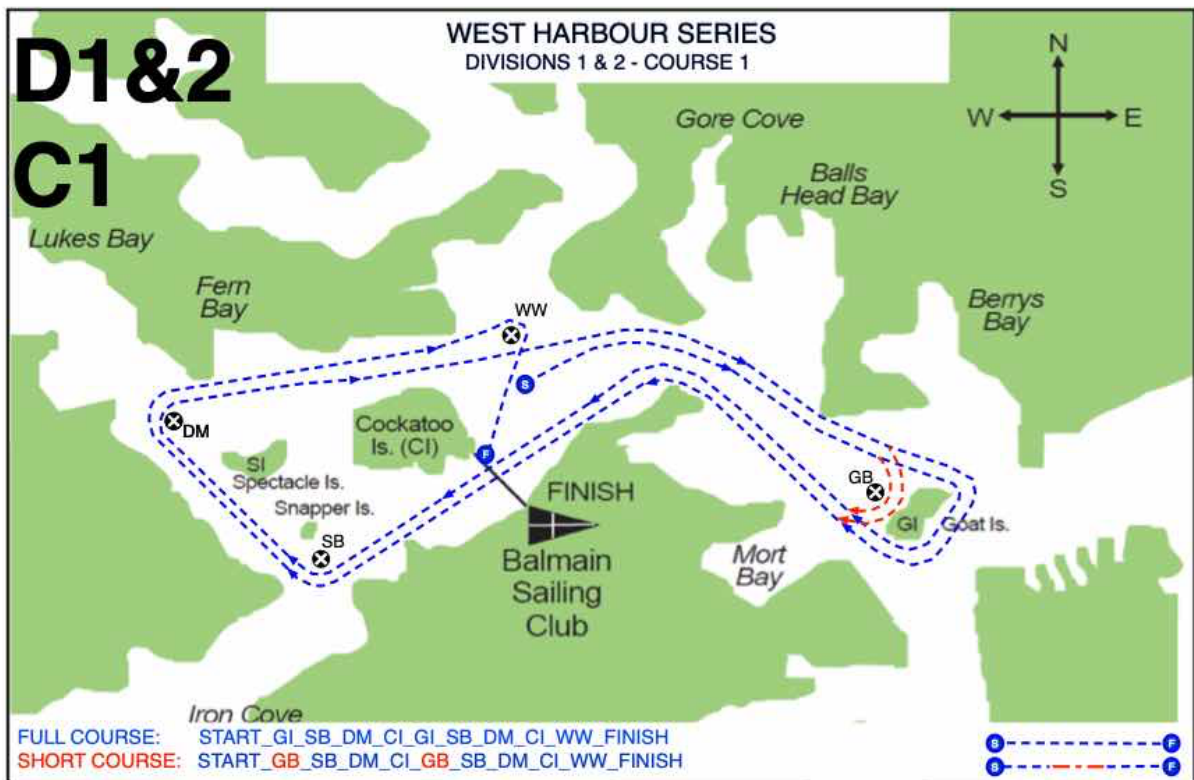 D1&2
C1
WEST HARBOUR SERIES
DIVISIONS 1 & 2 - COURSE 1
N
W
E
S
Gore Cove
Balls
Head Bay
Lukes Bay
Fern
Bay
Berrys
Bay
WW
S
DM
Cockatoo
Is. (CI)
F
SI
Spectacle Is.
Snapper Is.
SB
FINISH
GB
GI
Goat Is.
Balmain
Sailing
Club
Mort
Bay
Iron Cove
FULL COURSE: START_GI_SB_DM_CI_GI_SB_DM_CI_WW_FINISH
SHORT COURSE: START_GB_SB_DM_CI_GB_SB_DM_CI_WW_FINISH
S F
S F